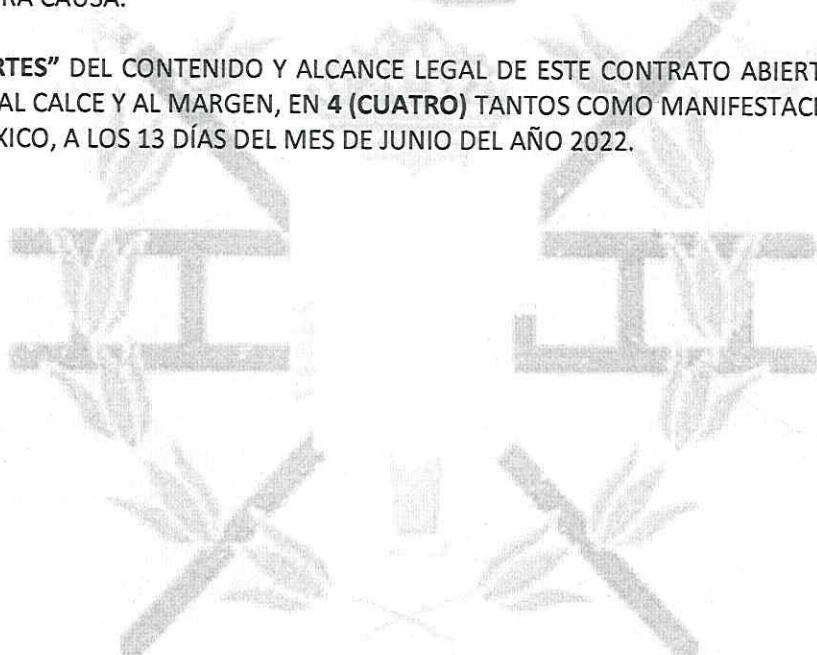 RA CAUSA.
RTES" DEL CONTENIDO Y ALCANCE LEGAL DE ESTE CONTRATO ABIERT
AL CALCE Y AL MARGEN, EN 4 (CUATRO) TANTOS COMO MANIFESTACI
XICO, A LOS 13 DÍAS DEL MES DE JUNIO DEL AÑO 2022.